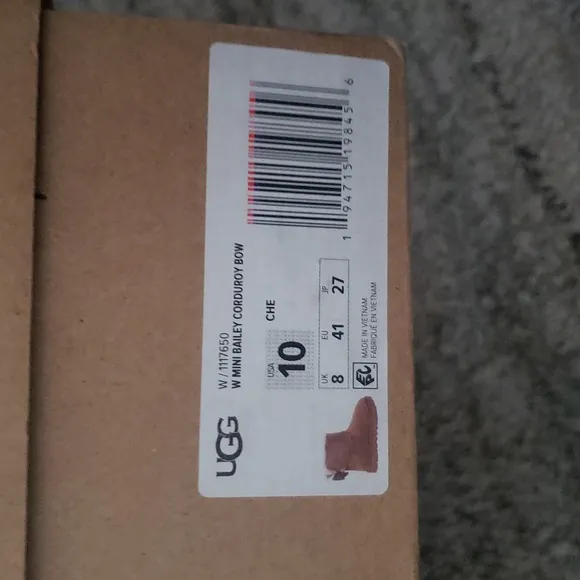 UGG
W / 1117650
W MINI BAILEY CORDUROY BOW
USA
10
CHE
UK EU JP
8 41 27
MADE IN VIETNAM
FABRIQUÉ EN VIETNAM
1 94715 19845 6